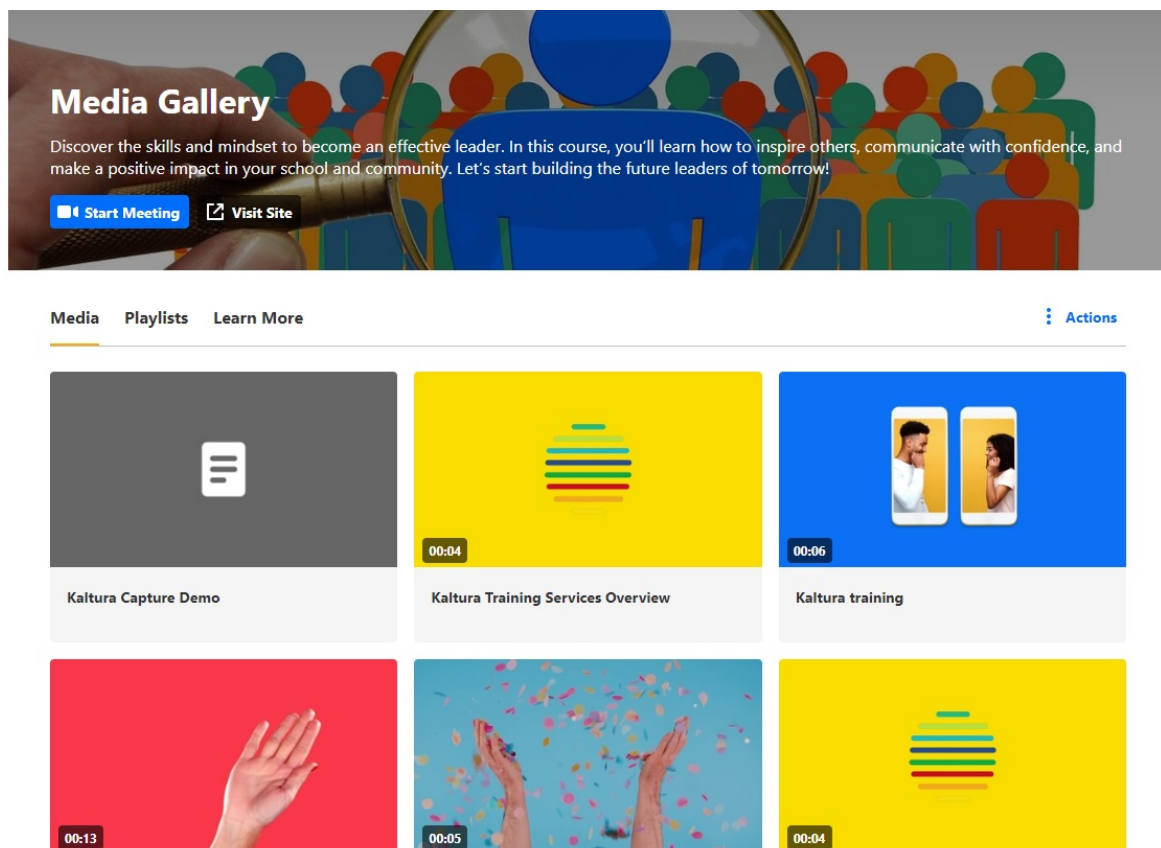 Media Gallery
Discover the skills and mindset to become an effective leader. In this course, you'll learn how to inspire others, communicate with confidence, and
make a positive impact in your school and community. Let's start building the future leaders of tomorrow!
Start Meeting Visit Site
Media Playlists Learn More Actions
00:04 00:06
Kaltura Capture Demo Kaltura Training Services Overview Kaltura training
00:13 00:05 00:04